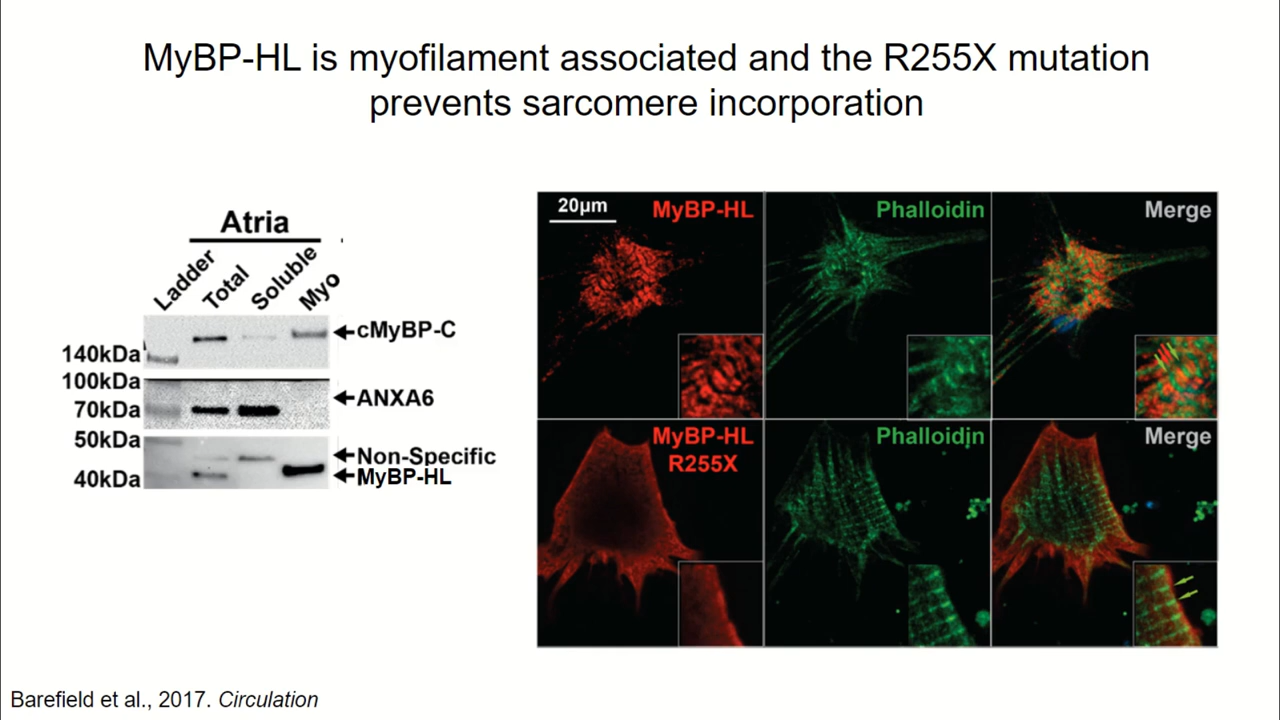 MyBP-HL is myofilament associated and the R255X mutation
prevents sarcomere incorporation
Atria
Ladder
Total
Soluble
Myo
cMyBP-C
140kDa
100kDa
ANXA6
70kDa
50kDa
Non-Specific
40kDa
MyBP-HL
20µm
MyBP-HL
Phalloidin
Merge
MyBP-HL
R255X
Phalloidin
Merge
Barefield et al., 2017. Circulation